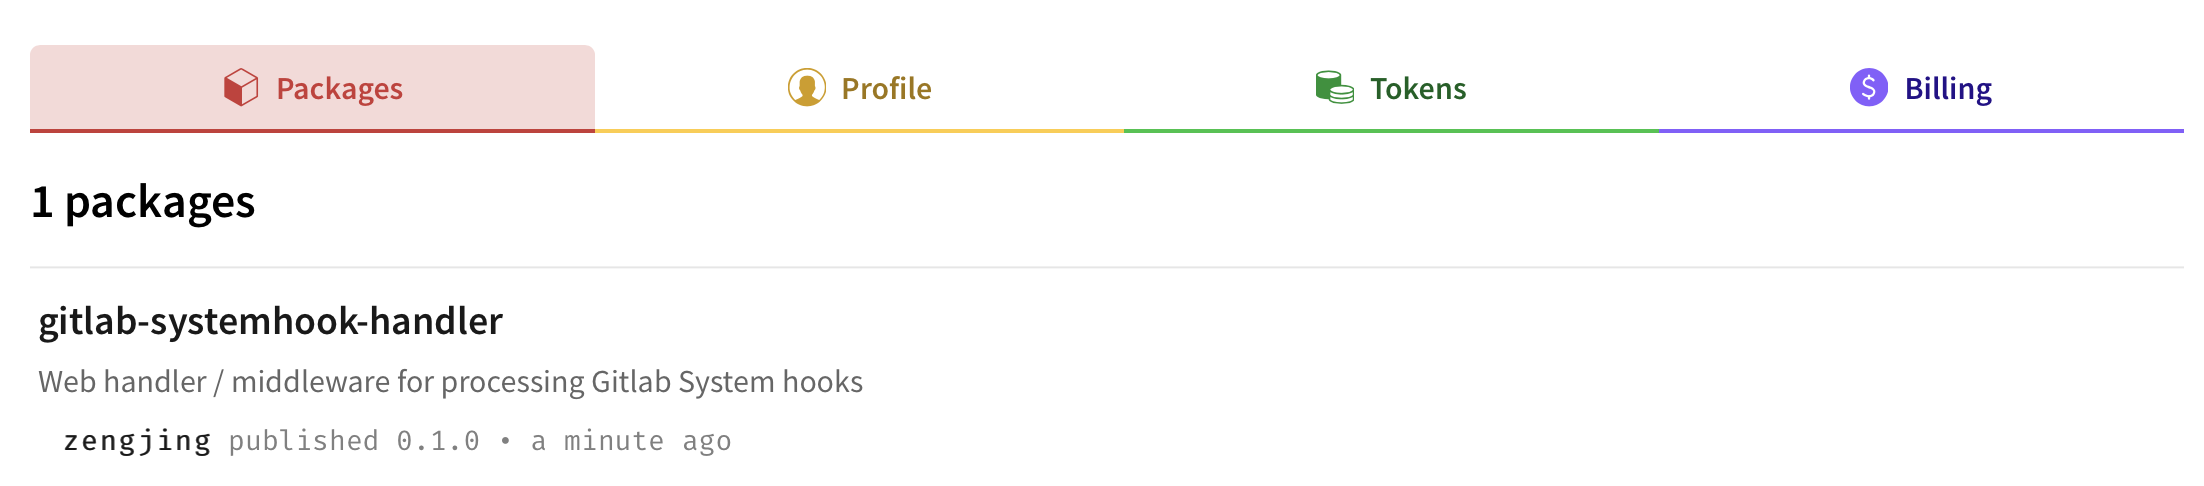 Packages Profile Tokens Billing
1 packages
gitlab-systemhook-handler
Web handler / middleware for processing Gitlab System hooks
zengjing published 0.1.0 • a minute ago